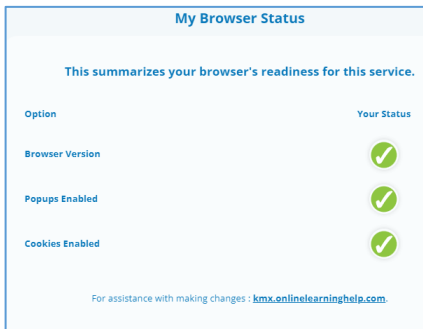 My Browser Status
This summarizes your browser's readiness for this service.
Option Your Status
Browser Version
Popups Enabled
Cookies Enabled
For assistance with making changes : kmx.onlinelearninghelp.com.